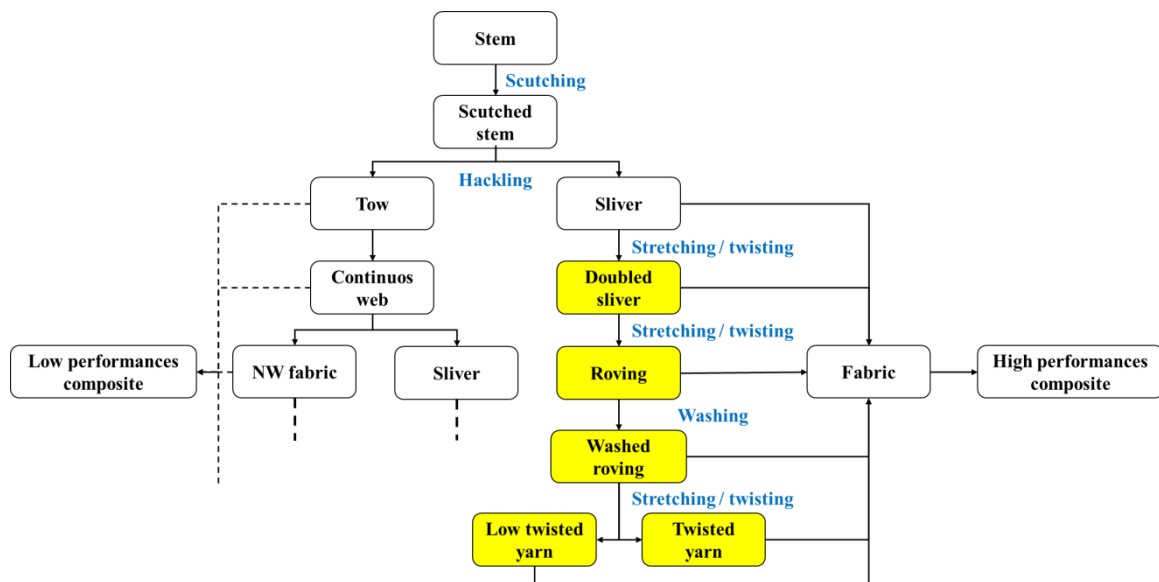 Stem
Scutching
Scutched
stem
Hackling
Tow
Sliver
Stretching / twisting
Continuos
web
Doubled
sliver
Stretching / twisting
Low performances
composite
NW fabric
Sliver
Roving
Fabric
High performances
composite
Washing
Washed
roving
Stretching / twisting
Low twisted
yarn
Twisted
yarn